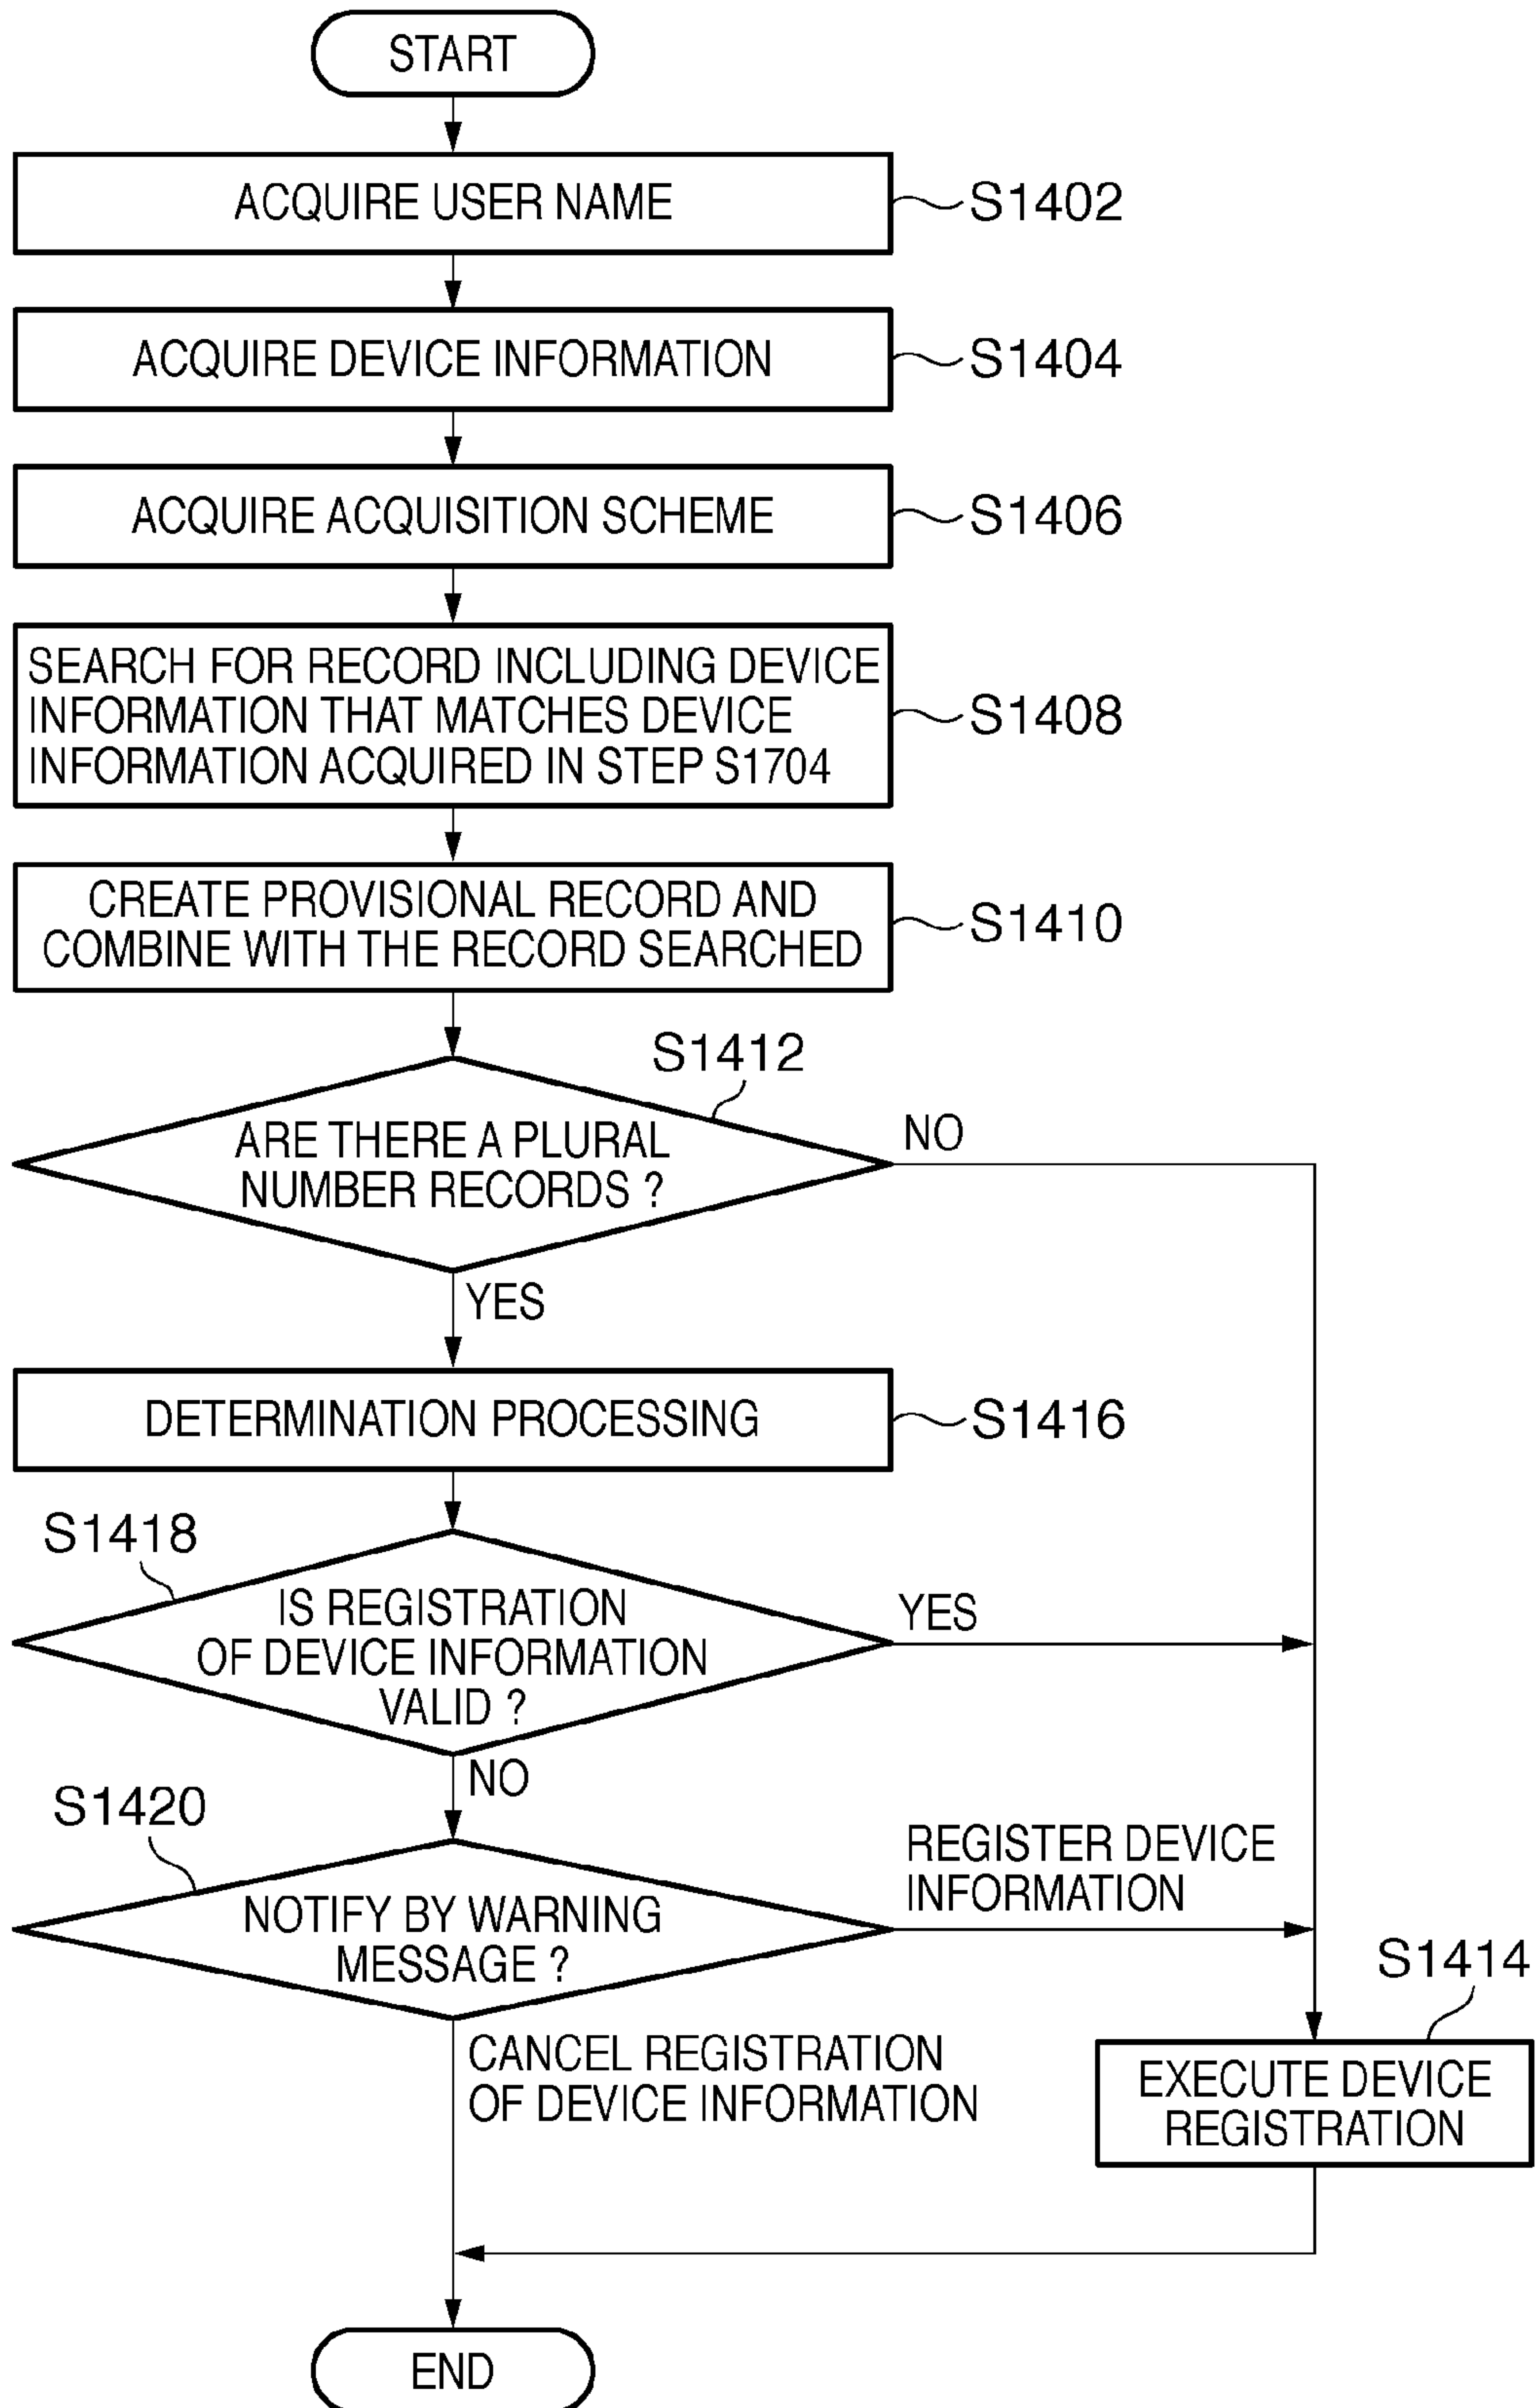 START
ACQUIRE USER NAME
S1402
ACQUIRE DEVICE INFORMATION
S1404
ACQUIRE ACQUISITION SCHEME
S1406
SEARCH FOR RECORD INCLUDING DEVICE
INFORMATION THAT MATCHES DEVICE
INFORMATION ACQUIRED IN STEP S1704
S1408
CREATE PROVISIONAL RECORD AND
COMBINE WITH THE RECORD SEARCHED
S1410
S1412
ARE THERE A PLURAL
NUMBER RECORDS ?
NO
YES
DETERMINATION PROCESSING
S1416
S1418
IS REGISTRATION
OF DEVICE INFORMATION
VALID ?
YES
NO
S1420
NOTIFY BY WARNING
MESSAGE ?
REGISTER DEVICE
INFORMATION
S1414
CANCEL REGISTRATION
OF DEVICE INFORMATION
EXECUTE DEVICE
REGISTRATION
END